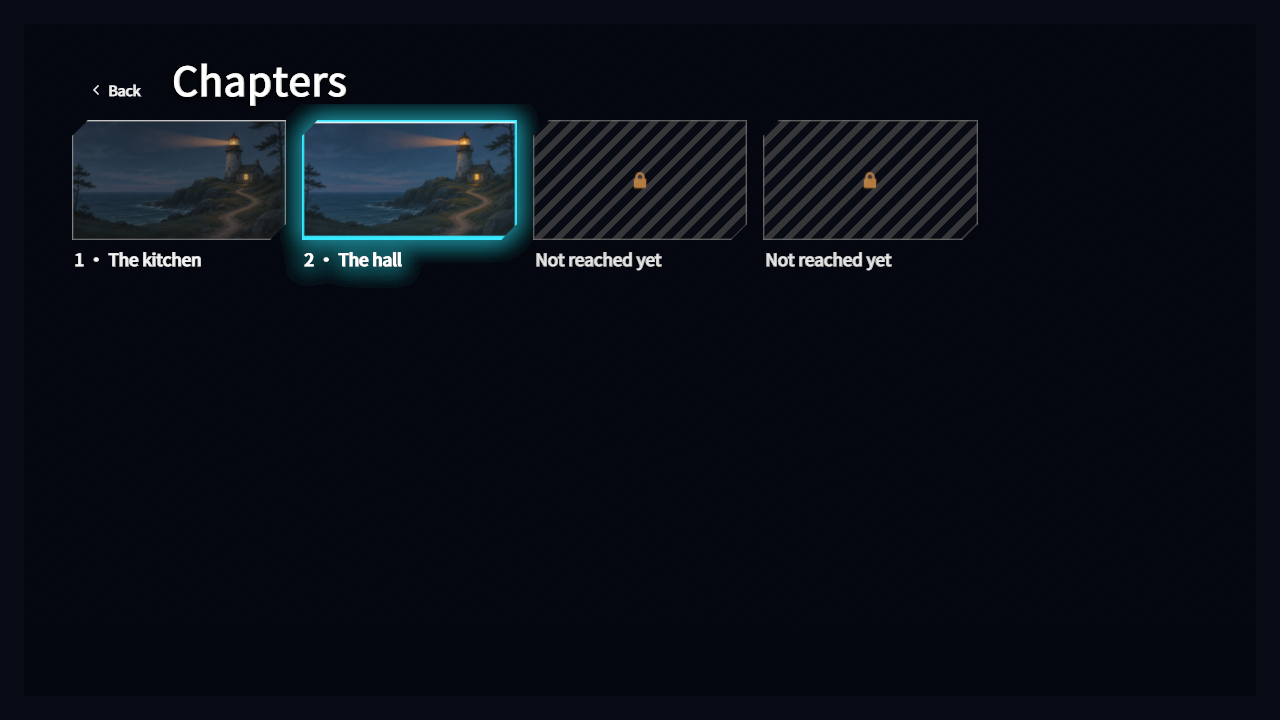 Back
Chapters
1 • The kitchen
2 • The hall
Not reached yet
Not reached yet